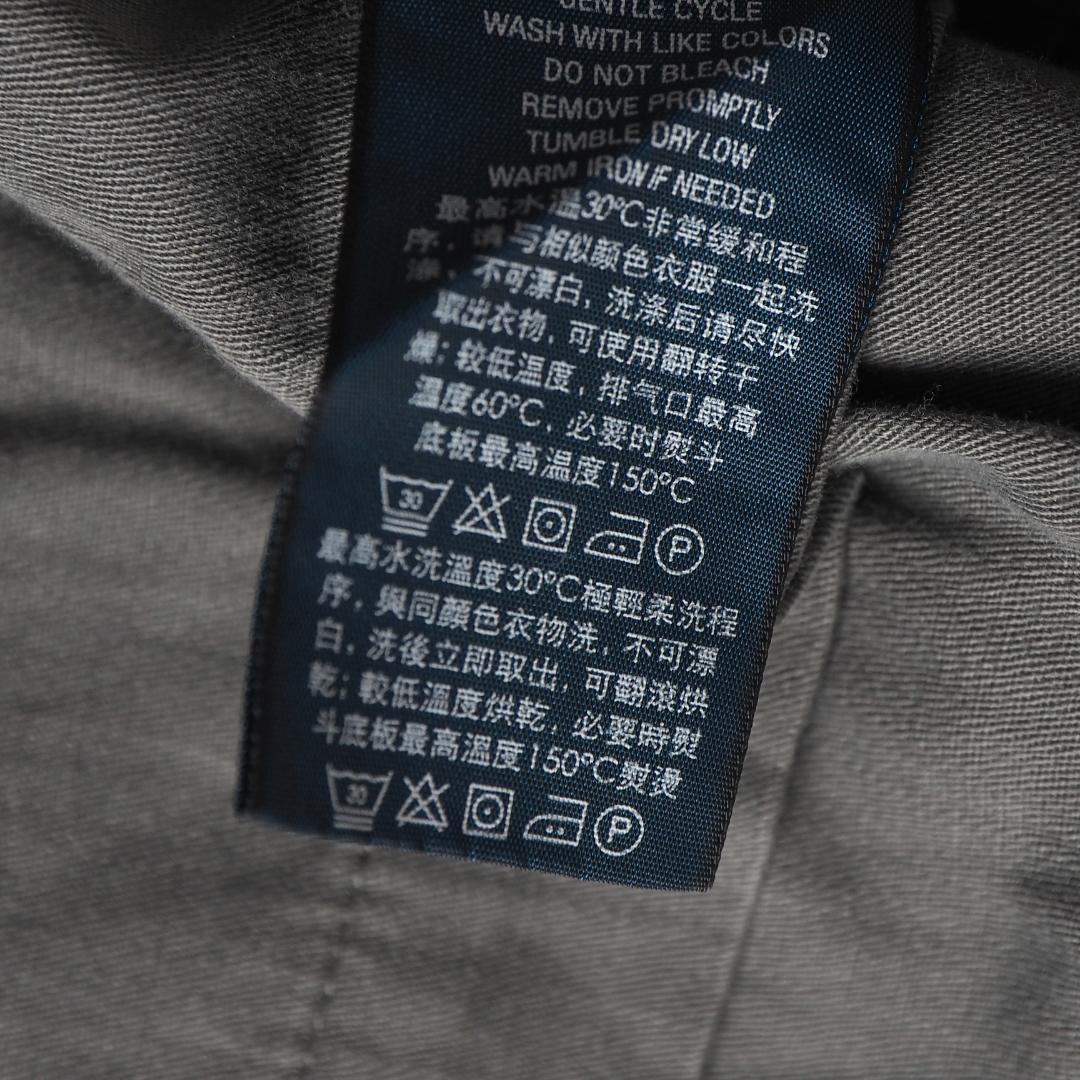 GENTLE CYCLE
WASH WITH LIKE COLORS
DO NOT BLEACH
REMOVE PROMPTLY
TUMBLE DRY LOW
WARM IRON IF NEEDED
最高水温30°C非常缓和程
序，请与相似颜色衣服一起洗
涤，不可漂白，洗涤后请尽快
取出衣物，可使用翻转干
燥；较低温度，排气口最高
温度60°C，必要时熨斗
底板最高温度150°C
30 P
最高水洗溫度30°C極輕柔洗程
序，與同顏色衣物洗，不可漂
白，洗後立即取出，可翻滾烘
乾；較低溫度烘乾，必要時熨
斗底板最高溫度150°C熨燙
30 P